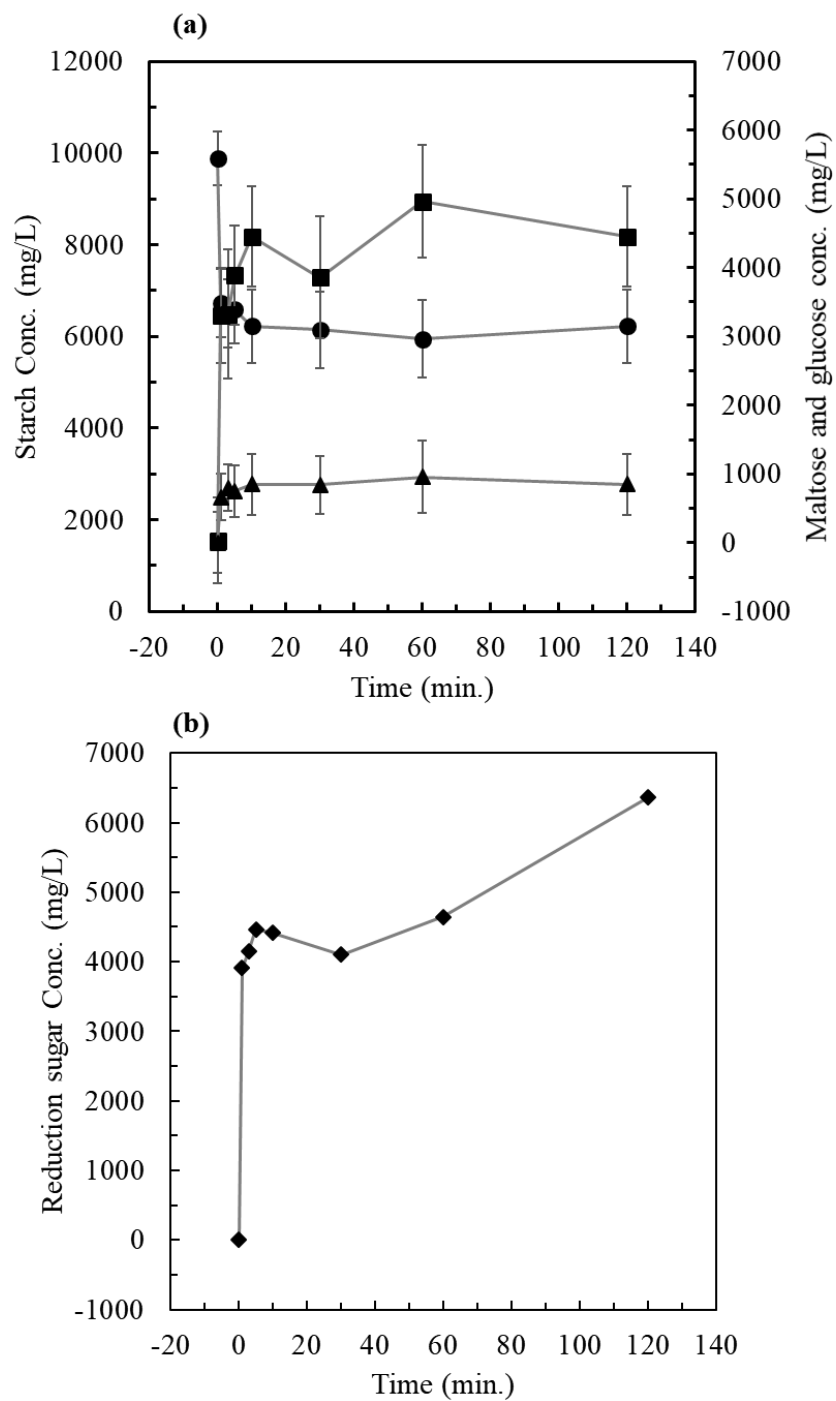 (a)
12000
10000
8000
6000
4000
2000
0
Starch Conc. (mg/L)
7000
6000
5000
4000
3000
2000
1000
0
-1000
Maltose and glucose conc. (mg/L)
-20 0 20 40 60 80 100 120 140
Time (min.)
(b)
7000
6000
5000
4000
3000
2000
1000
0
-1000
Reduction sugar Conc. (mg/L)
-20 0 20 40 60 80 100 120 140
Time (min.)